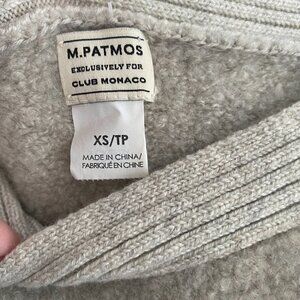 M.PATMOS
EXCLUSIVELY FOR
CLUB MONACO
XS/TP
MADE IN CHINA/
FABRIQUÉ EN CHINE